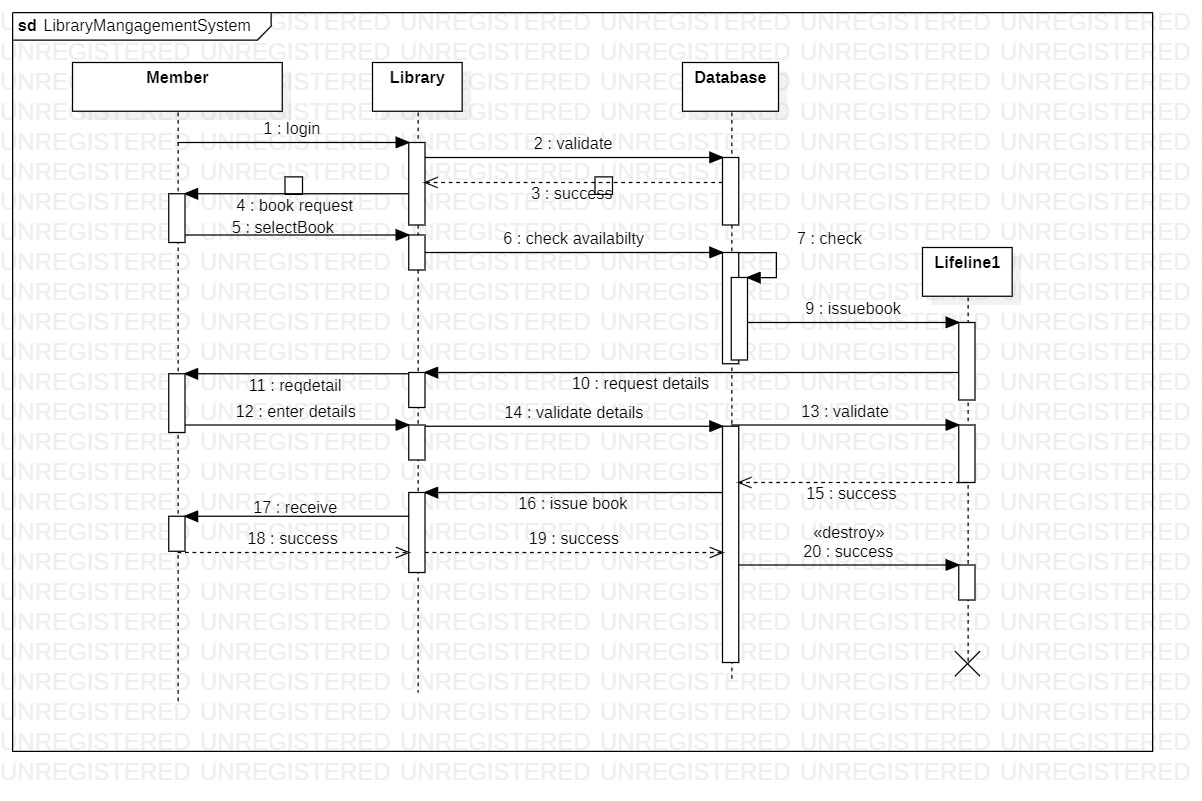 sd LibraryMangagementSystem
Member
Library
Database
1 : login
2 : validate
3 : success
4 : book request
5 : selectBook
6 : check availabilty
7 : check
Lifeline1
9 : issuebook
10 : request details
11 : reqdetail
12 : enter details
14 : validate details
13 : validate
15 : success
16 : issue book
17 : receive
18 : success
19 : success
«destroy»
20 : success
UNREGISTERED